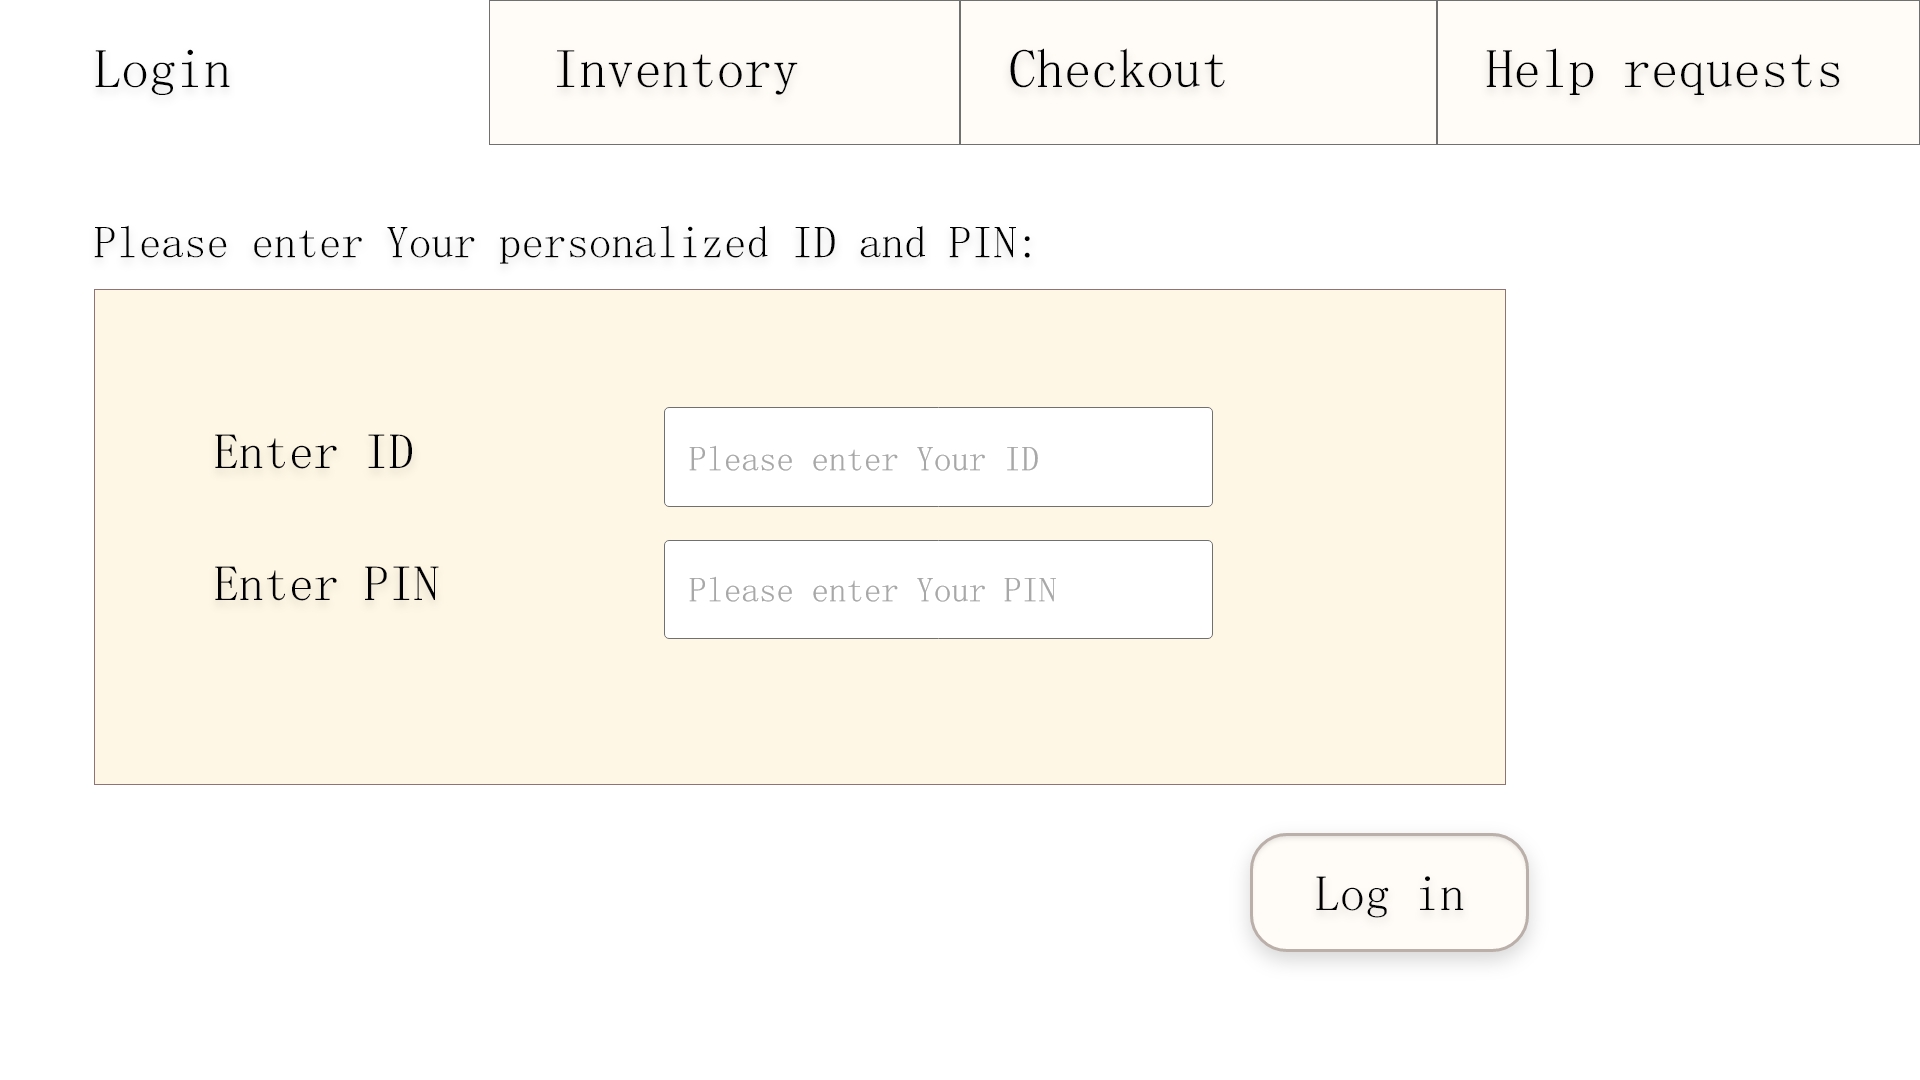 Login Inventory Checkout Help requests
Please enter Your personalized ID and PIN:
Enter ID Please enter Your ID
Enter PIN Please enter Your PIN
Log in